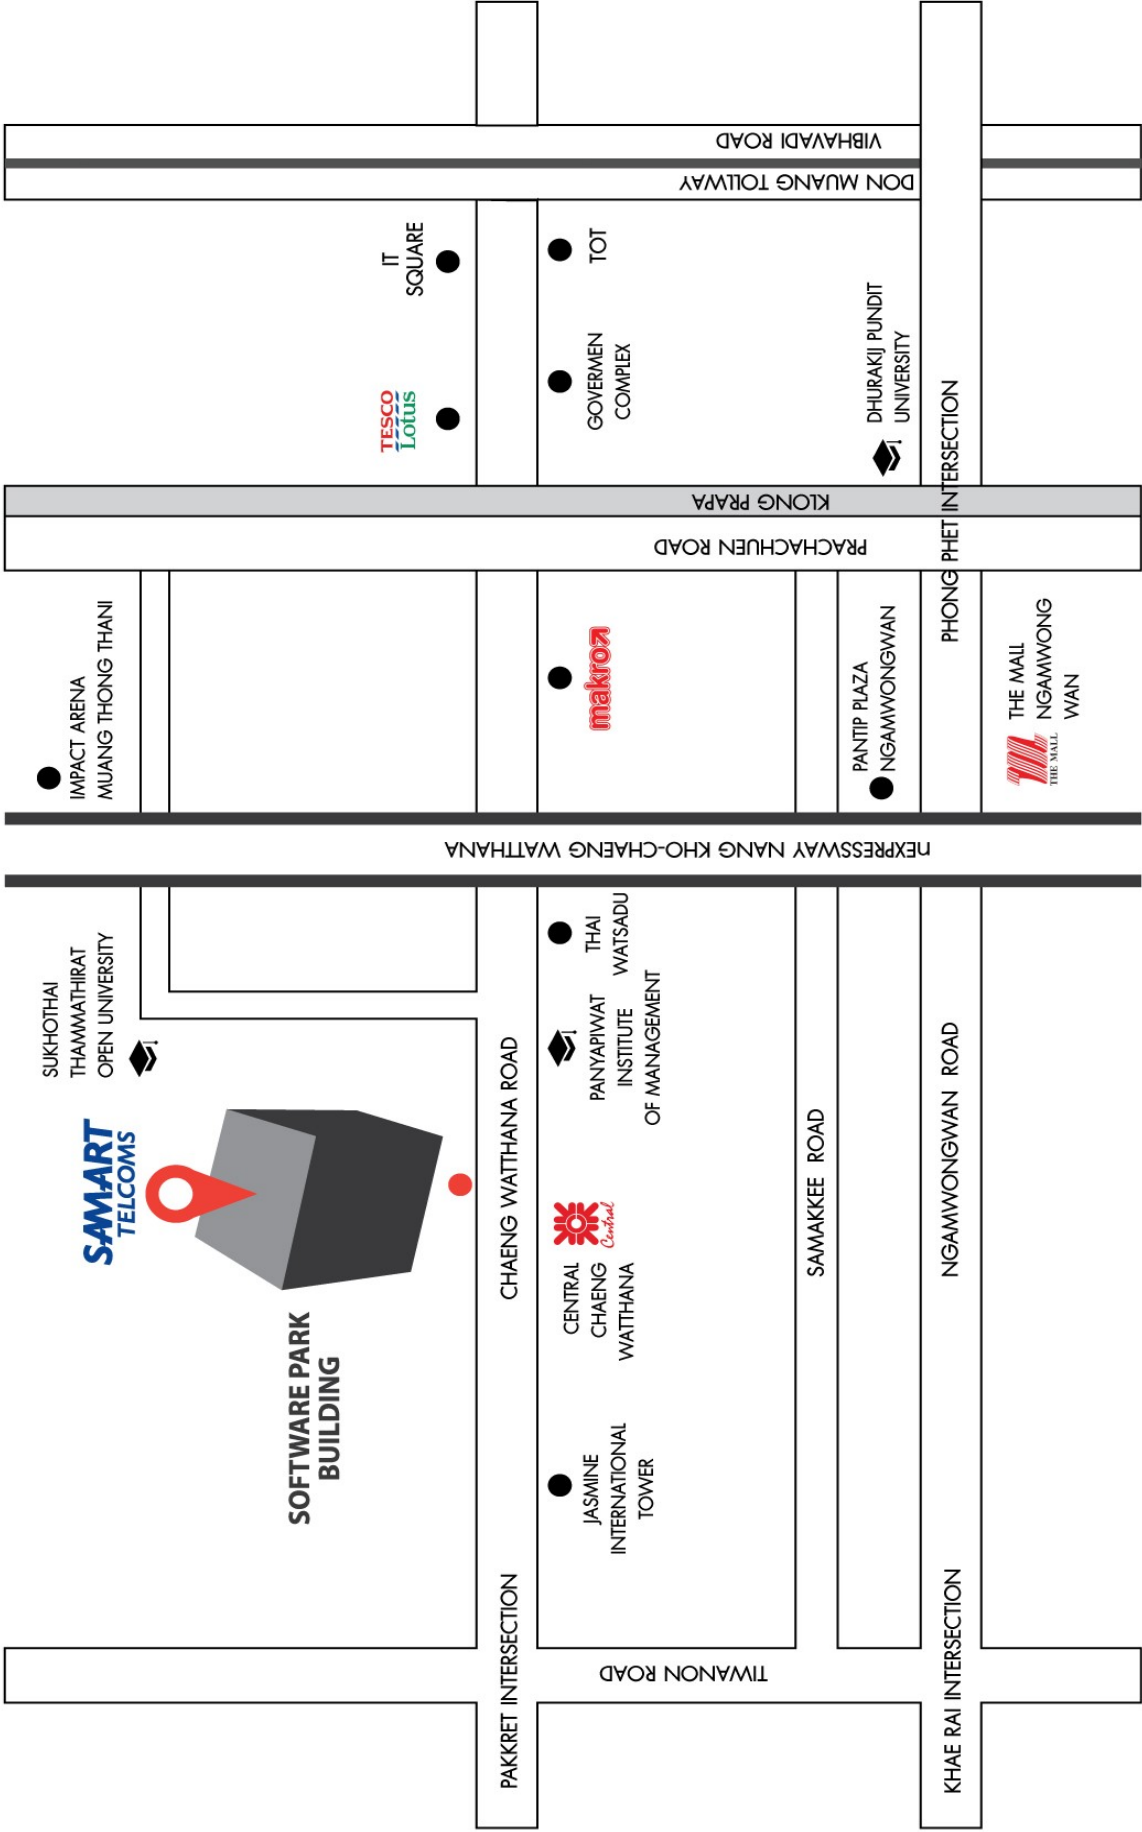 SAMART
TELCOMS
SOFTWARE PARK
BUILDING
SUKHOTHAI
THAMMATHIRAT
OPEN UNIVERSITY
IMPACT ARENA
MUANG THONG THANI
TESCO
Lotus
IT
SQUARE
PAKKRET INTERSECTION
CHAENG WATTHANA ROAD
JASMINE
INTERNATIONAL
TOWER
CENTRAL
CHAENG
WATTHANA
Central
PANYAPIWAT
INSTITUTE
OF MANAGEMENT
THAI
WATSADU
makro
GOVERMEN
COMPLEX
TOT
TIWANON ROAD
nEXPRESSWAY NANG KHO-CHAENG WATTHANA
PRACHACHUEN ROAD
KLONG PRAPA
DON MUANG TOLLWAY
VIBHAVADI ROAD
SAMAKKEE ROAD
PANTIP PLAZA
NGAMWONGWAN
DHURAKIJ PUNDIT
UNIVERSITY
KHAE RAI INTERSECTION
NGAMWONGWAN ROAD
PHONG PHET INTERSECTION
THE MALL
THE MALL
NGAMWONG
WAN